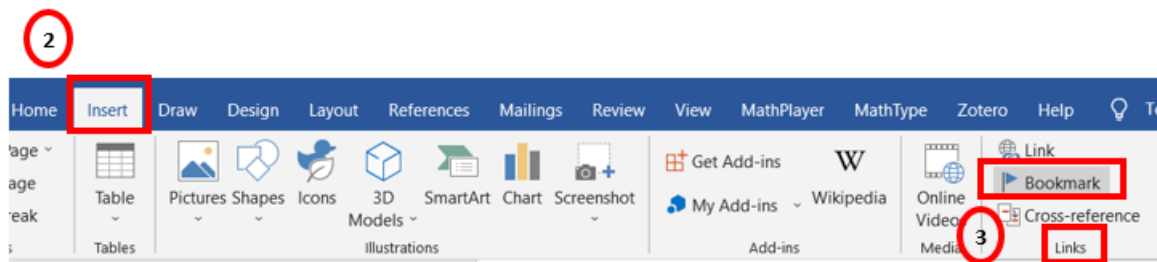 2
Home Insert Draw Design Layout References Mailings Review View MathPlayer MathType Zotero Help
Page
age
reak
Table
Tables
Pictures Shapes Icons 3D Models SmartArt Chart Screenshot
Illustrations
Get Add-ins
My Add-ins
W
Wikipedia
Add-ins
Online
Video
Media
Link
Bookmark
Cross-reference
3
Links